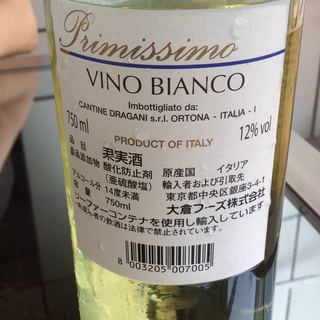 Primissimo
VINO BIANCO
Imbottigliato da:
CANTINE DRAGANI s.r.l. ORTONA - ITALIA - I
750 ml
PRODUCT OF ITALY
12% vol
品目 果実酒
食品添加物 酸化防止剤
(亜硫酸塩)
アルコール分 14度未満
容量 750ml
原産国 イタリア
輸入者および引取先
東京都中央区銀座3-4-1
大倉フーズ株式会社
リーファーコンテナを使用し輸入しています
未成年者の飲酒は法律で禁止されています。
8 003205 007005